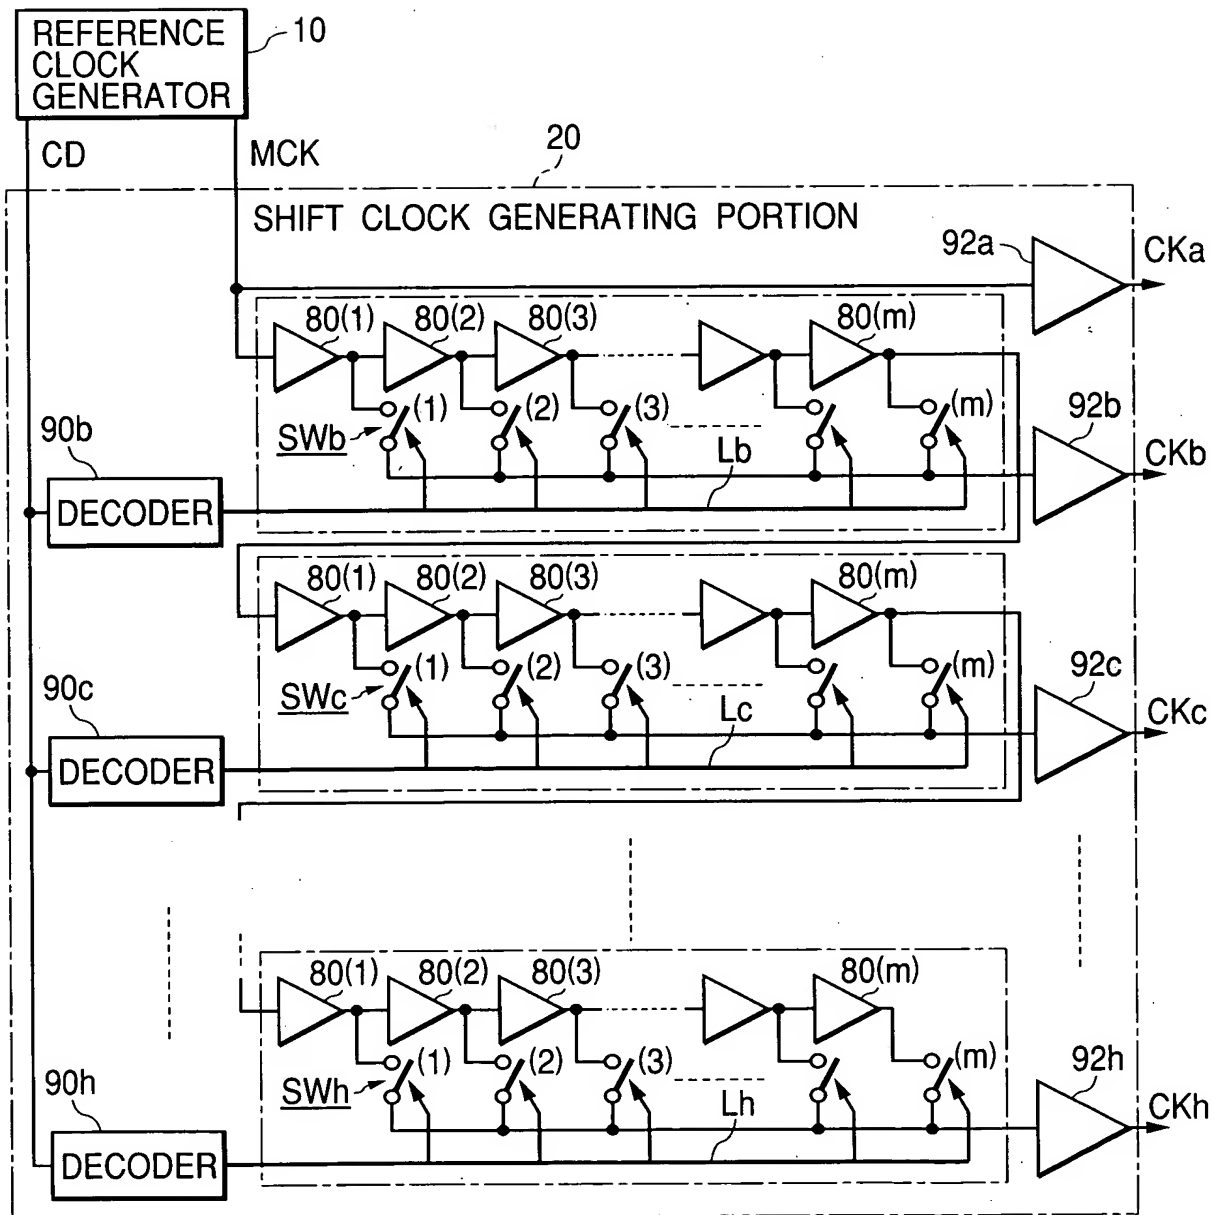 REFERENCE
CLOCK
GENERATOR
10
CD
MCK
20
SHIFT CLOCK GENERATING PORTION
92a
CKa
80(1)
80(2)
80(3)
80(m)
(1)
(2)
(3)
(m)
SWb
Lb
90b
DECODER
92b
CKb
80(1)
80(2)
80(3)
80(m)
(1)
(2)
(3)
(m)
SWc
Lc
90c
DECODER
92c
CKc
80(1)
80(2)
80(3)
80(m)
(1)
(2)
(3)
(m)
SWh
Lh
90h
DECODER
92h
CKh